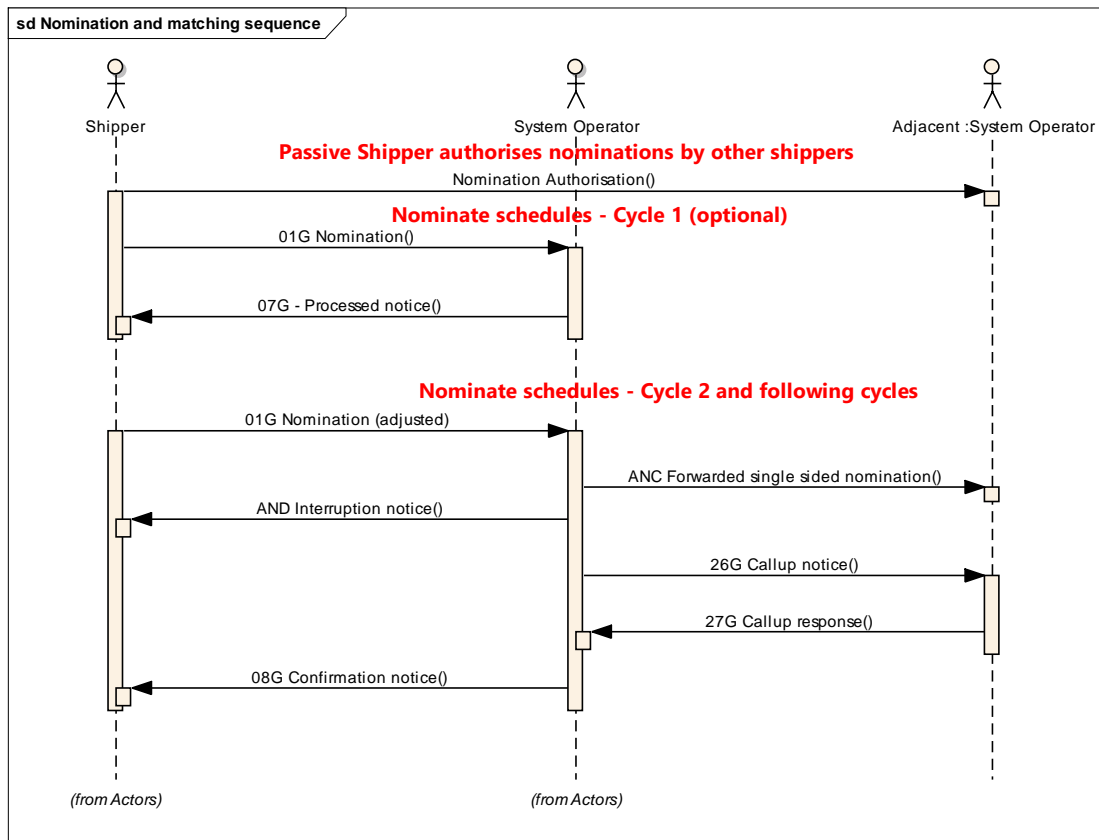 sd Nomination and matching sequence
Shipper
System Operator
Adjacent :System Operator
Passive Shipper authorises nominations by other shippers
Nomination Authorisation()
Nominate schedules - Cycle 1 (optional)
01G Nomination()
07G - Processed notice()
Nominate schedules - Cycle 2 and following cycles
01G Nomination (adjusted)
ANC Forwarded single sided nomination()
AND Interruption notice()
26G Callup notice()
27G Callup response()
08G Confirmation notice()
(from Actors)
(from Actors)